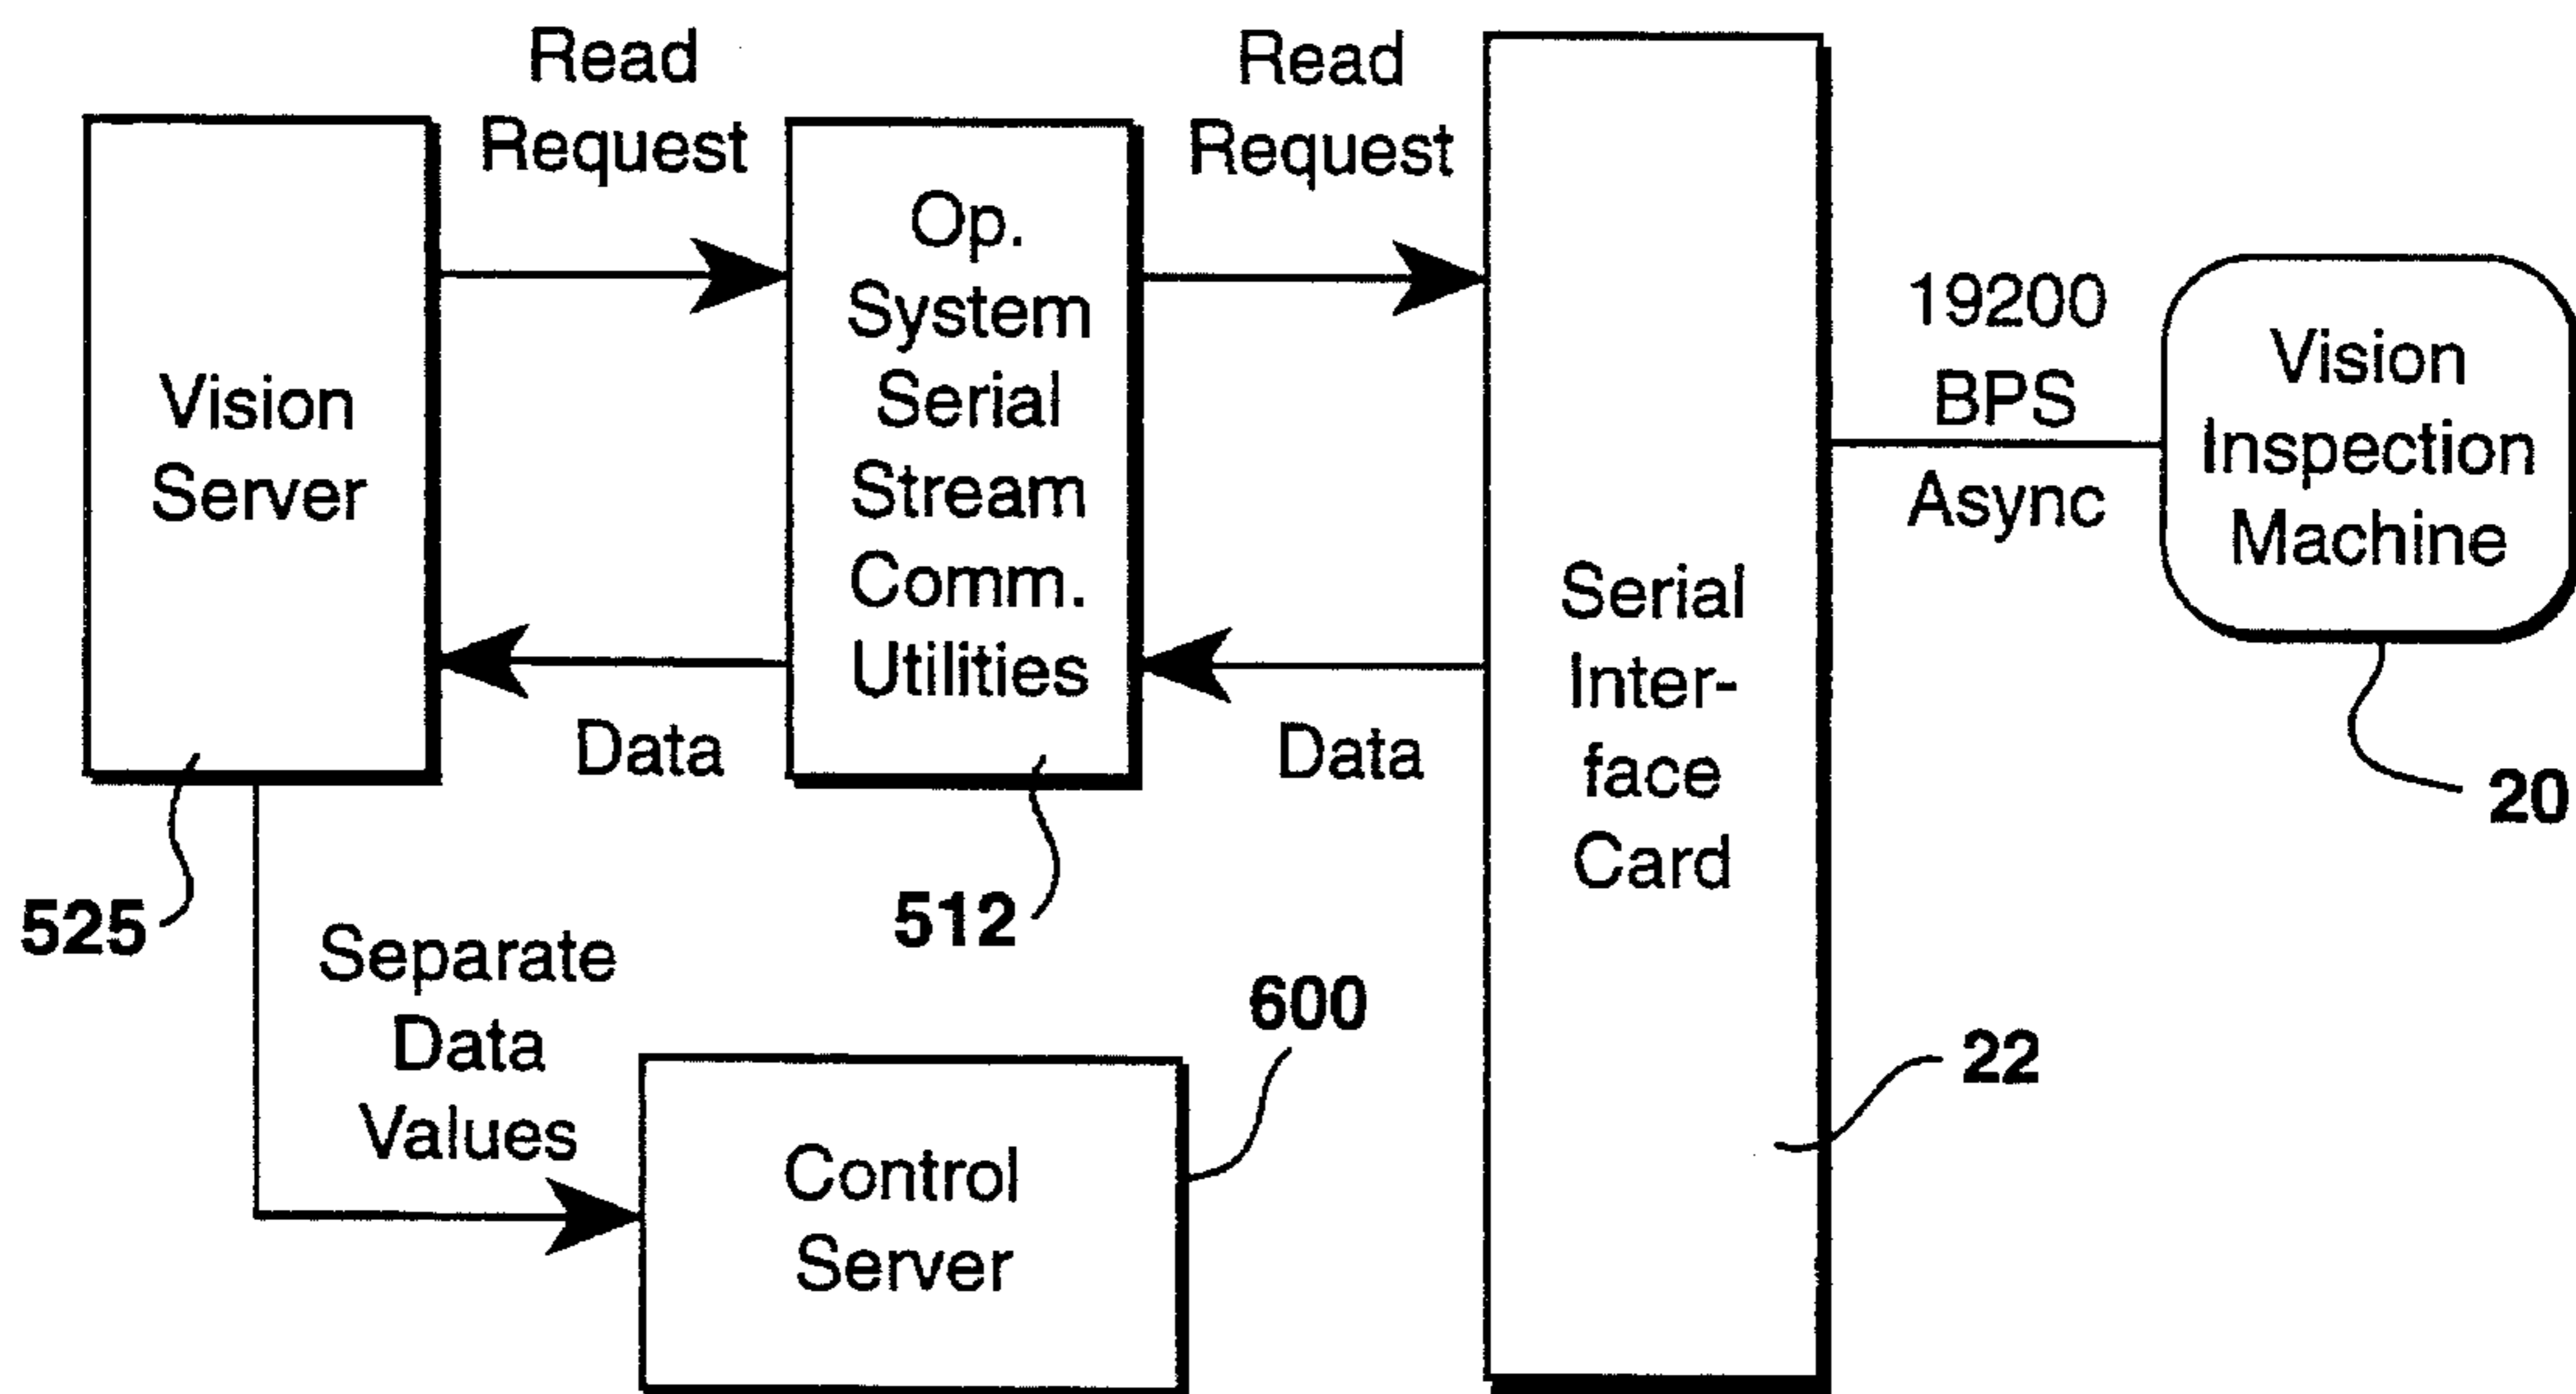 Read
Request
Read
Request
Vision
Server
Op.
System
Serial
Stream
Comm.
Utilities
Data
Data
Serial
Inter-
face
Card
19200
BPS
Async
Vision
Inspection
Machine
20
525
512
Separate
Data
Values
600
Control
Server
22